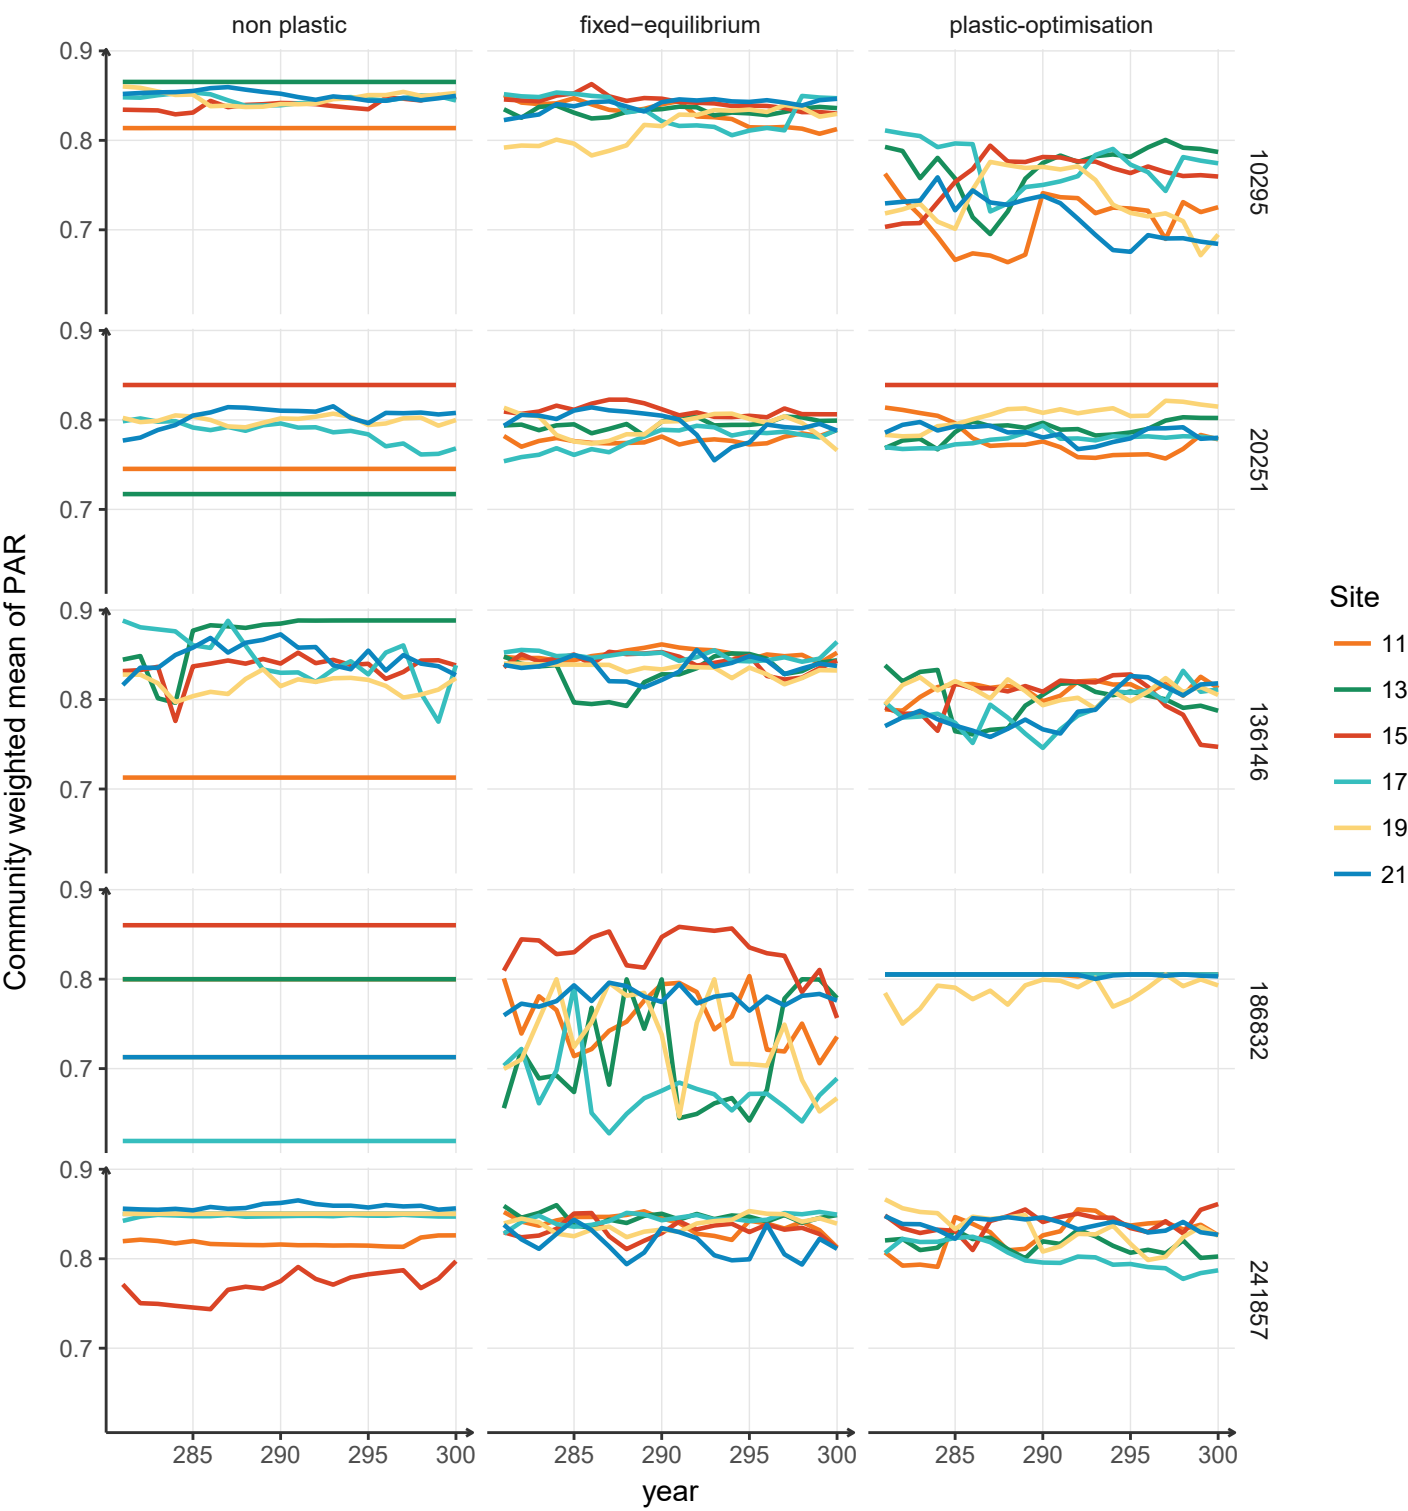 non plastic
fixed−equilibrium
plastic-optimisation
Community weighted mean of PAR
0.9
0.8
0.7
10295
0.9
0.8
0.7
20251
0.9
0.8
0.7
136146
0.9
0.8
0.7
186832
0.9
0.8
0.7
241857
285 290 295 300
285 290 295 300
285 290 295 300
year
Site
11
13
15
17
19
21